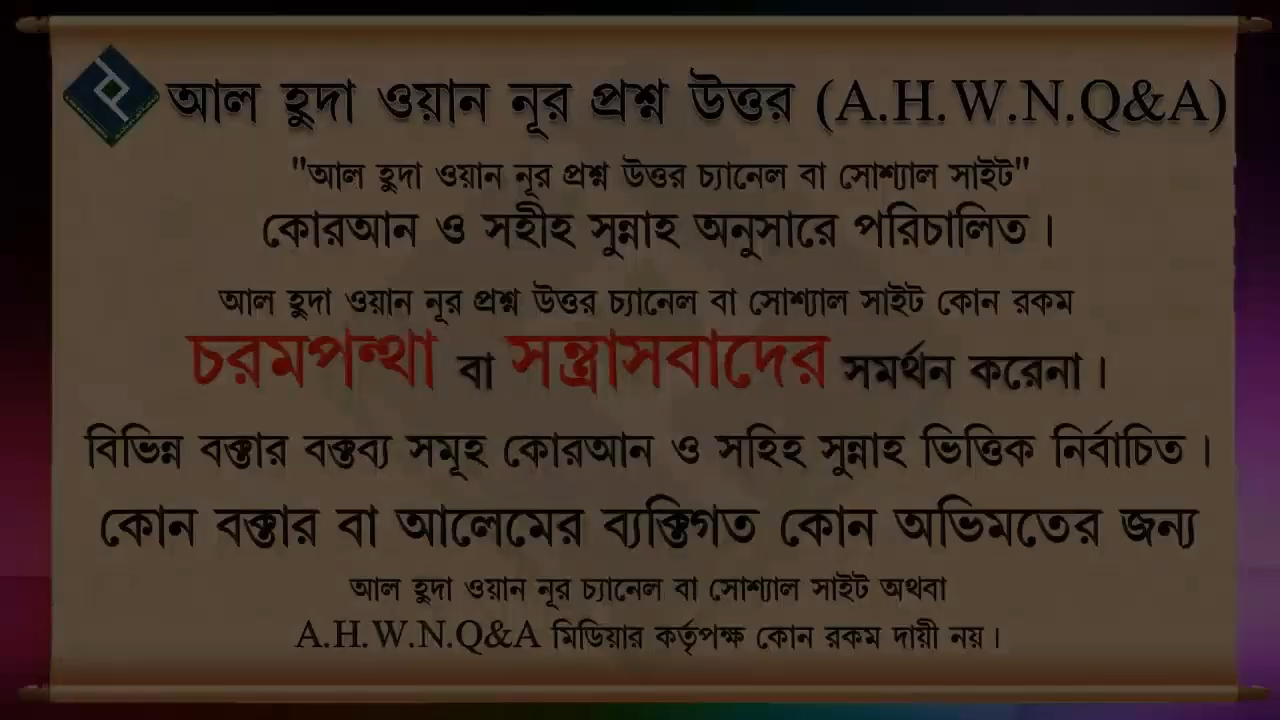 আল হুদা ওয়ান নূর প্রশ্ন উত্তর (A.H.W.N.Q&A)
"আল হুদা ওয়ান নূর প্রশ্ন উত্তর চ্যানেল বা সোশ্যাল সাইট"
কোরআন ও সহীহ সুন্নাহ অনুসারে পরিচালিত ।
আল হুদা ওয়ান নূর প্রশ্ন উত্তর চ্যানেল বা সোশ্যাল সাইট কোন রকম
চরমপন্থা বা সন্ত্রাসবাদের সমর্থন করেনা ।
বিভিন্ন বক্তার বক্তব্য সমূহ কোরআন ও সহিহ সুন্নাহ ভিত্তিক নির্বাচিত ।
কোন বক্তার বা আলেমের ব্যক্তিগত কোন অভিমতের জন্য
আল হুদা ওয়ান নূর চ্যানেল বা সোশ্যাল সাইট অথবা
A.H.W.N.Q&A মিডিয়ার কর্তৃপক্ষ কোন রকম দায়ী নয় ।